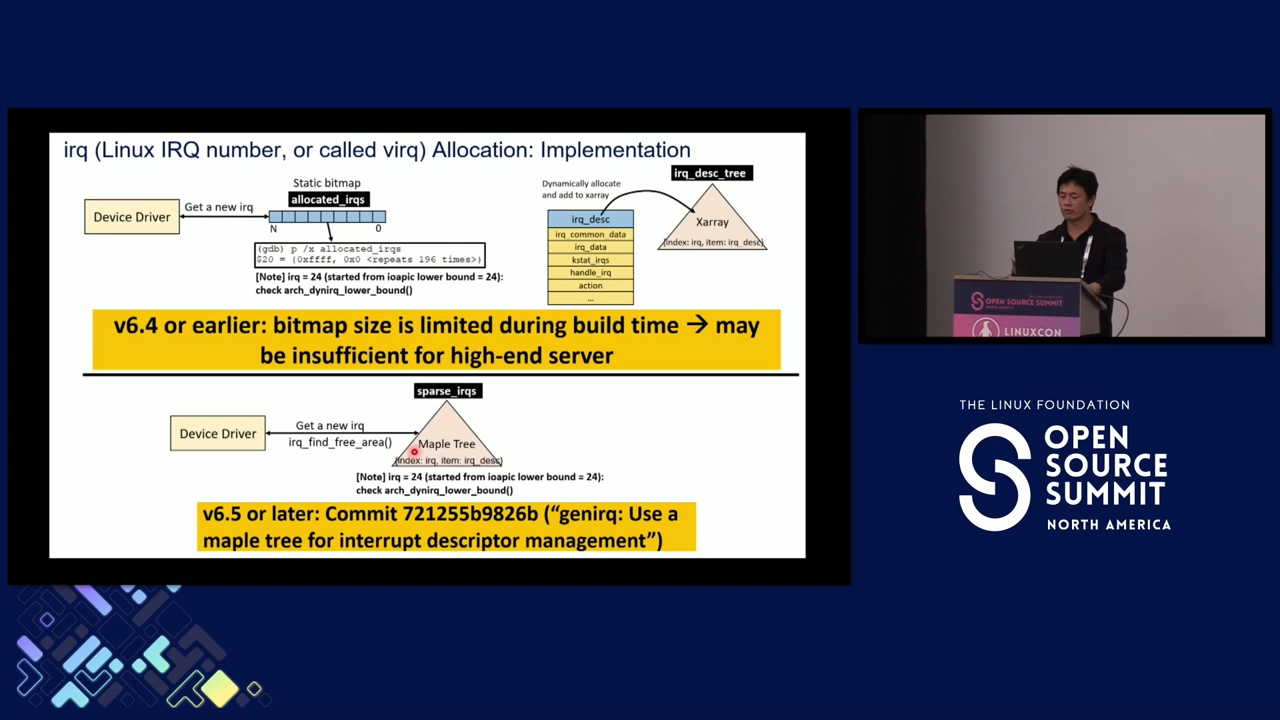 irq (Linux IRQ number, or called virq) Allocation: Implementation
Static bitmap
allocated_irqs
Device Driver
Get a new irq
N
0
(gdb) p /x allocated_irqs
$20 = {0xffff, 0x0 <repeats 196 times>}
[Note] irq = 24 (started from ioapic lower bound = 24):
check arch_dynirq_lower_bound()
Dynamically allocate
and add to xarray
irq_desc
irq_common_data
irq_data
kstat_irqs
handle_irq
action
...
irq_desc_tree
Xarray
{index: irq, item: irq_desc}
v6.4 or earlier: bitmap size is limited during build time → may
be insufficient for high-end server
sparse_irqs
Device Driver
Get a new irq
irq_find_free_area()
Maple Tree
{index: irq, item: irq_desc}
[Note] irq = 24 (started from ioapic lower bound = 24):
check arch_dynirq_lower_bound()
v6.5 or later: Commit 721255b9826b (“genirq: Use a
maple tree for interrupt descriptor management”)
OPEN SOURCE SUMMIT
LINUXCON
THE LINUX FOUNDATION
OPEN
SOURCE
SUMMIT
NORTH AMERICA